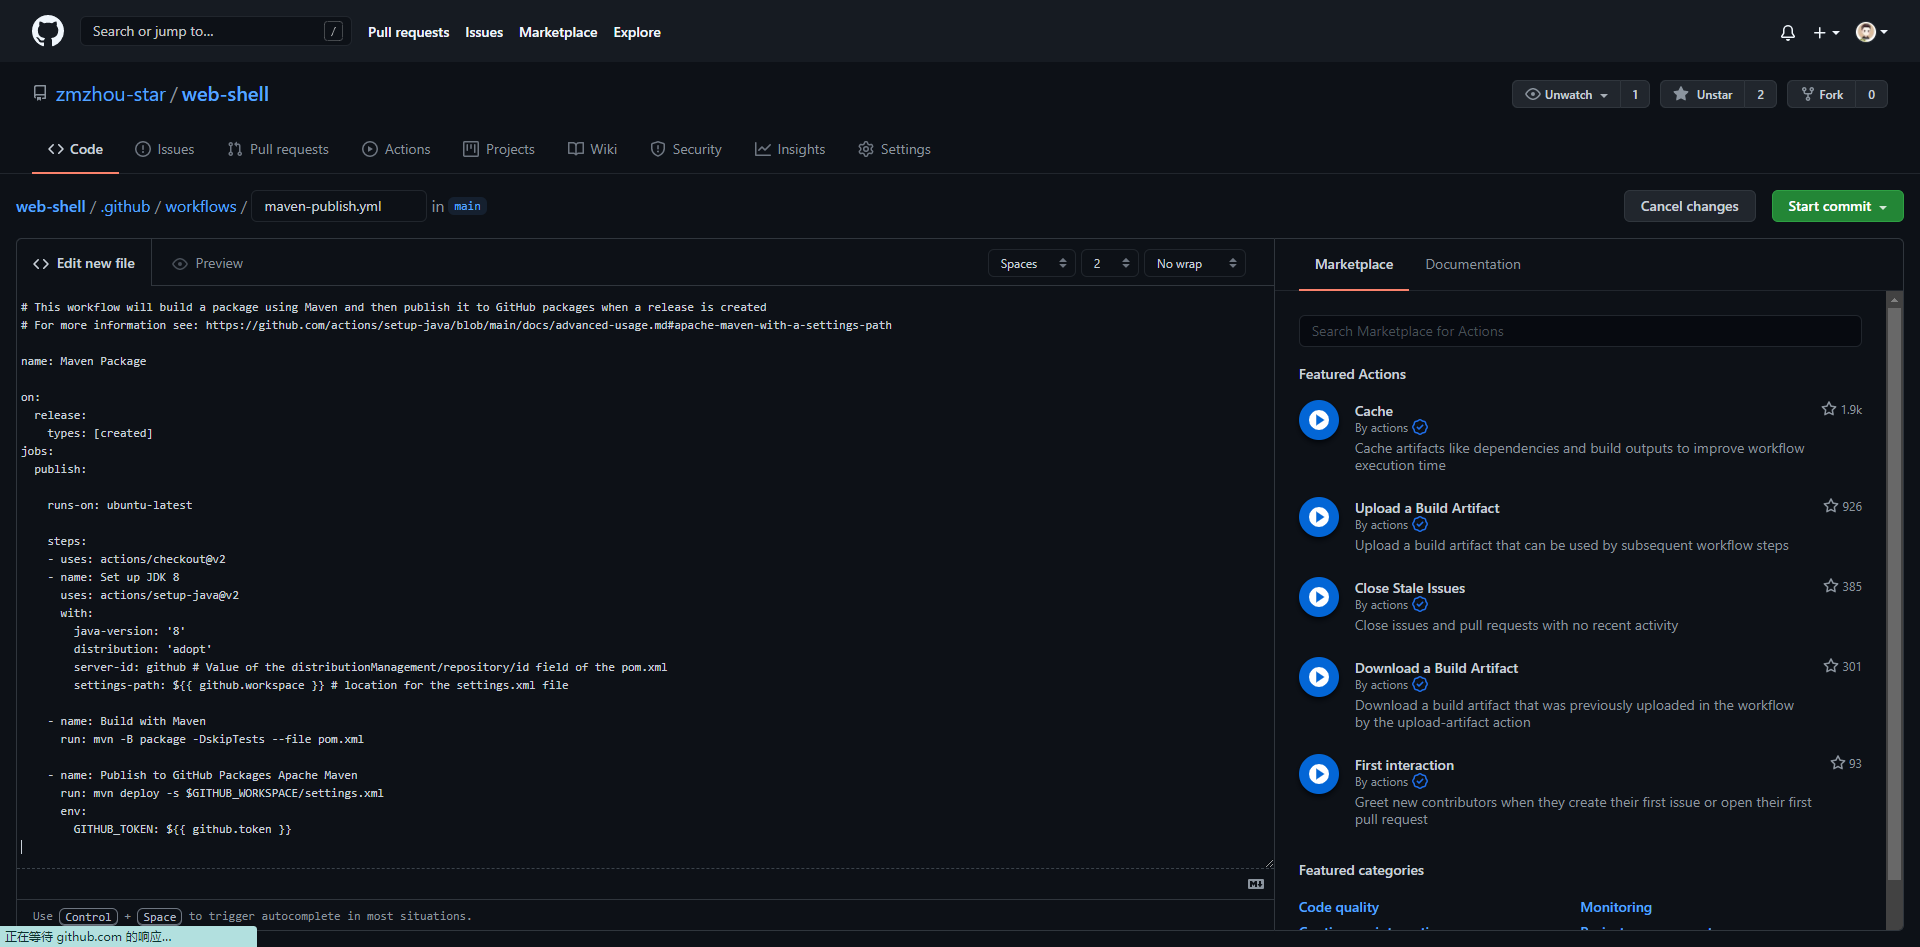 Search or jump to... /
Pull requests Issues Marketplace Explore
zmzhou-star / web-shell
Unwatch 1 Unstar 2 Fork 0
Code Issues Pull requests Actions Projects Wiki Security Insights Settings
web-shell / .github / workflows / maven-publish.yml in main
Cancel changes Start commit
Edit new file Preview
Spaces 2 No wrap
# This workflow will build a package using Maven and then publish it to GitHub packages when a release is created
# For more information see: https://github.com/actions/setup-java/blob/main/docs/advanced-usage.md#apache-maven-with-a-settings-path
name: Maven Package
on:
  release:
    types: [created]
jobs:
  publish:
    runs-on: ubuntu-latest
    steps:
    - uses: actions/checkout@v2
    - name: Set up JDK 8
      uses: actions/setup-java@v2
      with:
        java-version: '8'
        distribution: 'adopt'
        server-id: github # Value of the distributionManagement/repository/id field of the pom.xml
        settings-path: ${{ github.workspace }} # location for the settings.xml file
    - name: Build with Maven
      run: mvn -B package -DskipTests --file pom.xml
    - name: Publish to GitHub Packages Apache Maven
      run: mvn deploy -s $GITHUB_WORKSPACE/settings.xml
      env:
        GITHUB_TOKEN: ${{ github.token }}
Use Control + Space to trigger autocomplete in most situations.
正在等待 github.com 的响应...
Marketplace Documentation
Search Marketplace for Actions
Featured Actions
Cache 1.9k
By actions
Cache artifacts like dependencies and build outputs to improve workflow
execution time
Upload a Build Artifact 926
By actions
Upload a build artifact that can be used by subsequent workflow steps
Close Stale Issues 385
By actions
Close issues and pull requests with no recent activity
Download a Build Artifact 301
By actions
Download a build artifact that was previously uploaded in the workflow
by the upload-artifact action
First interaction 93
By actions
Greet new contributors when they create their first issue or open their first
pull request
Featured categories
Code quality Monitoring